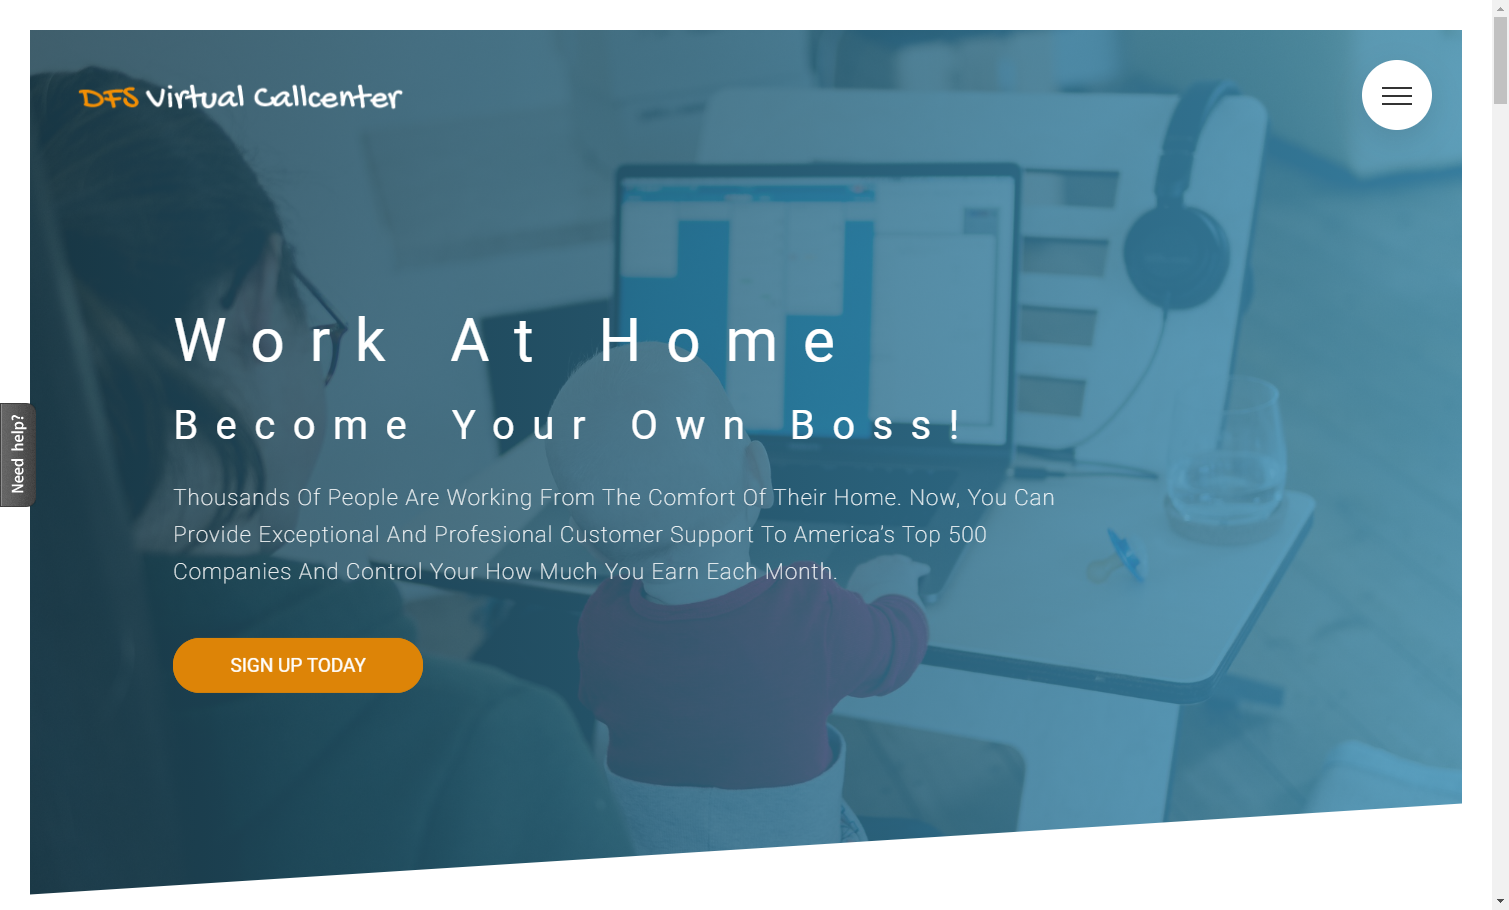 DFS Virtual Callcenter
Work At Home
Become Your Own Boss!
Thousands Of People Are Working From The Comfort Of Their Home. Now, You Can
Provide Exceptional And Profesional Customer Support To America's Top 500
Companies And Control Your How Much You Earn Each Month.
SIGN UP TODAY
Need help?